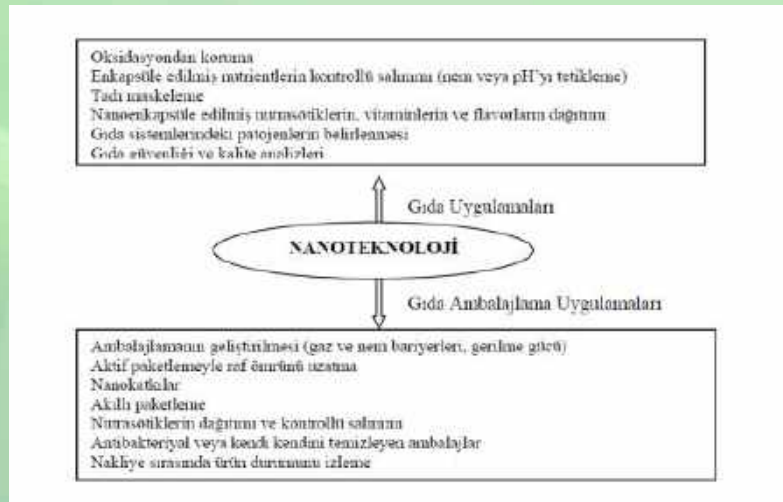 Oksidasyondan koruma
Enkapsüle edilmiş nutrientlerin kontrollü salınımı (nem veya pH'yı tetikleme)
Tadı maskeleme
Nanoenkapsüle edilmiş nutrasötiklerin, vitaminlerin ve flavorların dağıtımı
Gıda sistemlerindeki patojenlerin belirlenmesi
Gıda güvenliği ve kalite analizleri
Gıda Uygulamaları
NANOTEKNOLOJİ
Gıda Ambalajlama Uygulamaları
Ambalajlamanın geliştirilmesi (gaz ve nem bariyerleri, gerilme gücü)
Aktif paketlemeyle raf ömrünü uzatma
Nanokatkılar
Akıllı paketleme
Nutrasötiklerin dağıtımı ve kontrollü salınımı
Antibakteriyal veya kendi kendini temizleyen ambalajlar
Nakliye sırasında ürün durumunu izleme